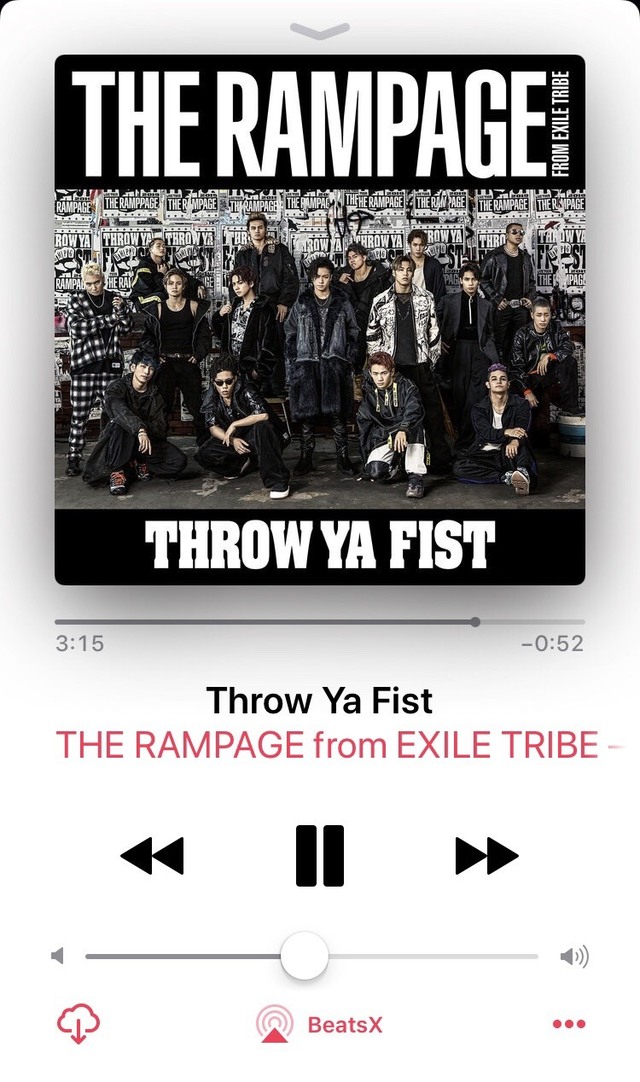 THE RAMPAGE
FROM EXILE TRIBE
THROW YA FIST
3:15
−0:52
Throw Ya Fist
THE RAMPAGE from EXILE TRIBE –
BeatsX